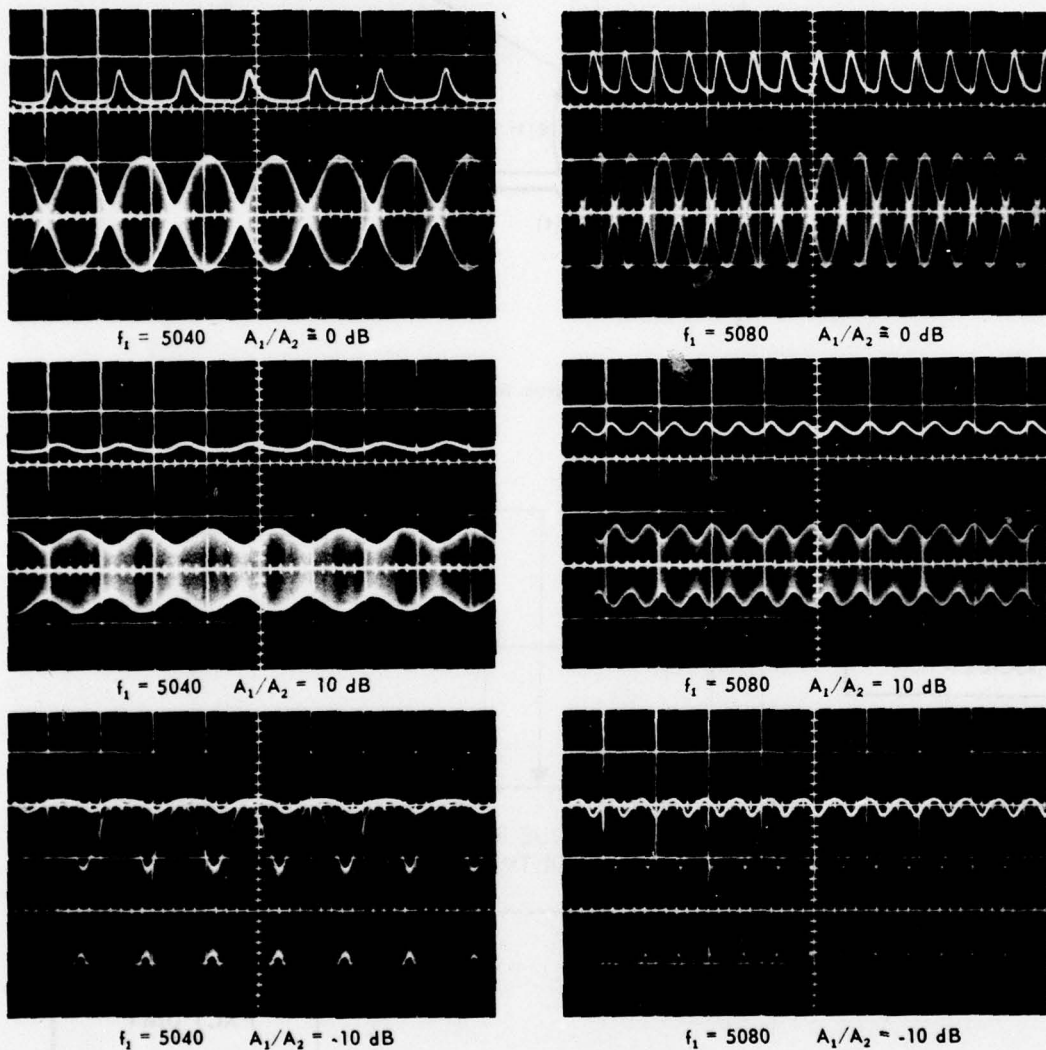 f₁ = 5040 A₁/A₂ ≅ 0 dB
f₁ = 5080 A₁/A₂ ≅ 0 dB
f₁ = 5040 A₁/A₂ = 10 dB
f₁ = 5080 A₁/A₂ = 10 dB
f₁ = 5040 A₁/A₂ = -10 dB
f₁ = 5080 A₁/A₂ = -10 dB